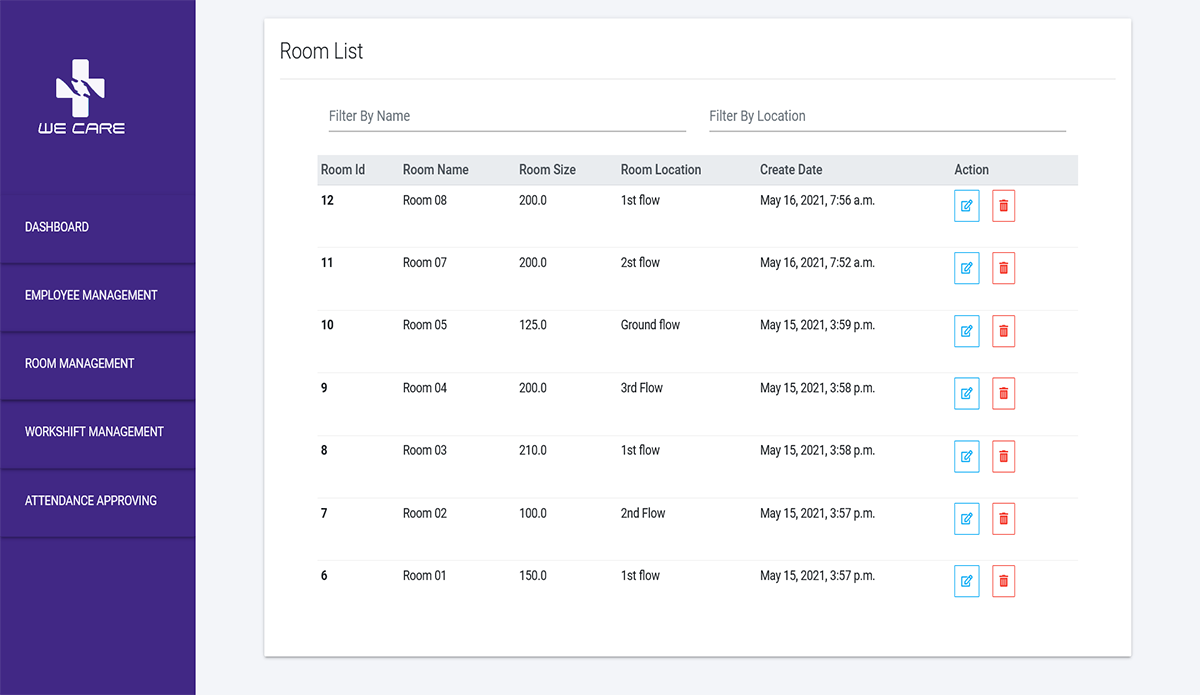 WE CARE
DASHBOARD
EMPLOYEE MANAGEMENT
ROOM MANAGEMENT
WORKSHIFT MANAGEMENT
ATTENDANCE APPROVING
Room List
Filter By Name Filter By Location
Room Id Room Name Room Size Room Location Create Date Action
12 Room 08 200.0 1st flow May 16, 2021, 7:56 a.m.
11 Room 07 200.0 2st flow May 16, 2021, 7:52 a.m.
10 Room 05 125.0 Ground flow May 15, 2021, 3:59 p.m.
9 Room 04 200.0 3rd Flow May 15, 2021, 3:58 p.m.
8 Room 03 210.0 1st flow May 15, 2021, 3:58 p.m.
7 Room 02 100.0 2nd Flow May 15, 2021, 3:57 p.m.
6 Room 01 150.0 1st flow May 15, 2021, 3:57 p.m.